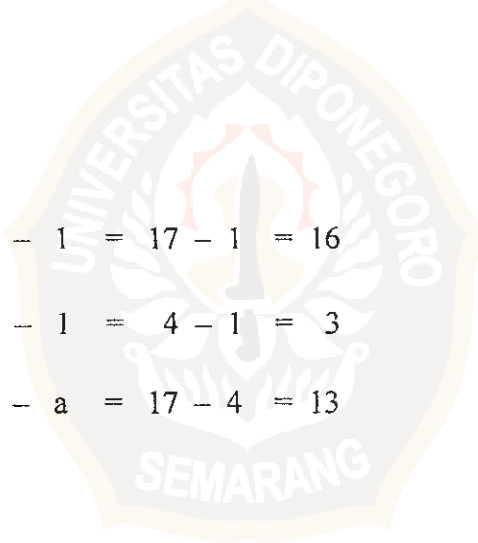 UNIVERSITAS DIPONEGORO
– 1 = 17 – 1 = 16
– 1 = 4 – 1 = 3
– a = 17 – 4 = 13
SEMARANG